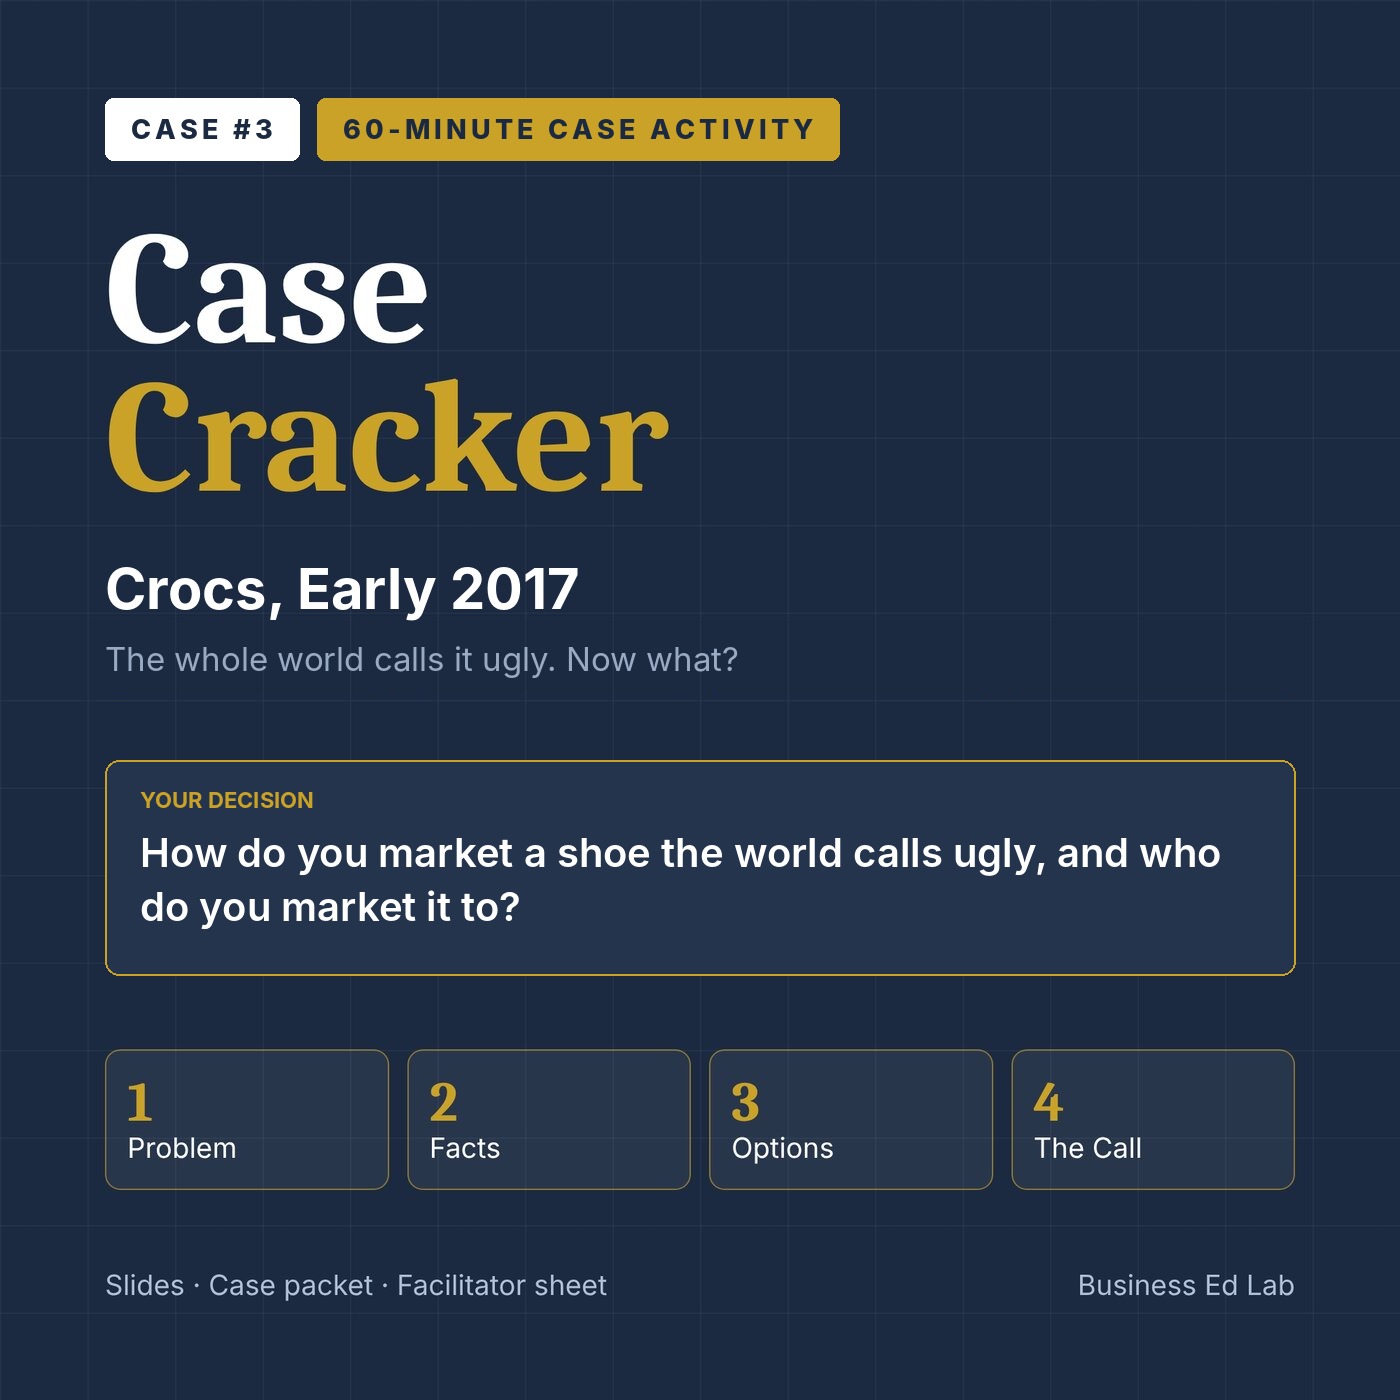 CASE #3
60-MINUTE CASE ACTIVITY
Case
Cracker
Crocs, Early 2017
The whole world calls it ugly. Now what?
YOUR DECISION
How do you market a shoe the world calls ugly, and who
do you market it to?
1
Problem
2
Facts
3
Options
4
The Call
Slides · Case packet · Facilitator sheet
Business Ed Lab